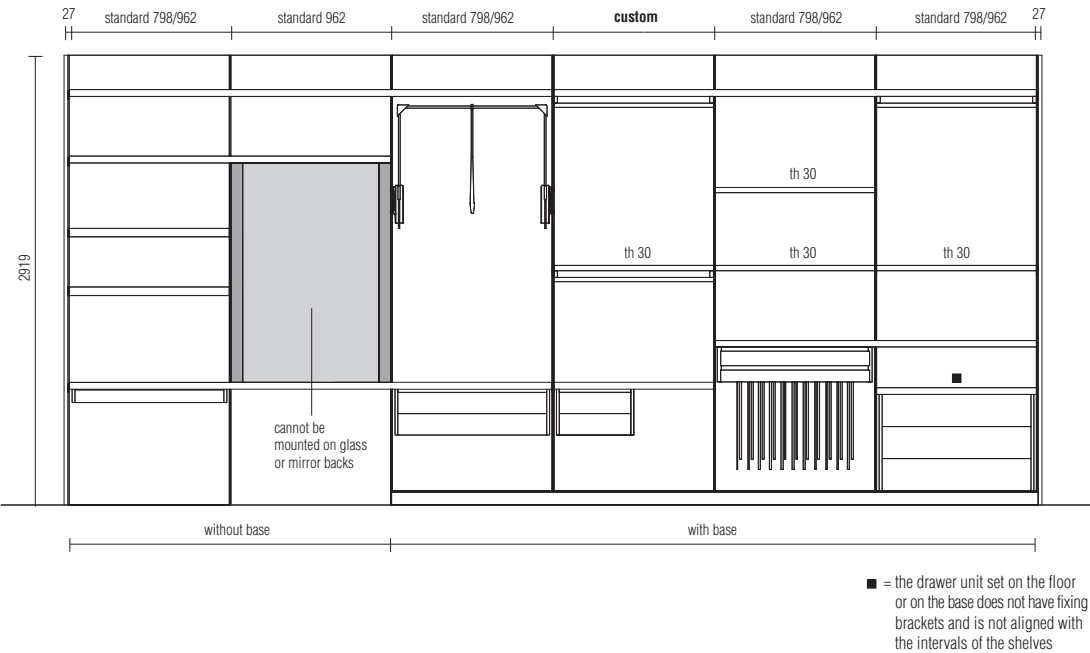 27 standard 798/962 standard 962 standard 798/962 custom standard 798/962 standard 798/962 27
th 30
th 30 th 30 th 30
2919
cannot be
mounted on glass
or mirror backs
without base with base
■ = the drawer unit set on the floor
or on the base does not have fixing
brackets and is not aligned with
the intervals of the shelves